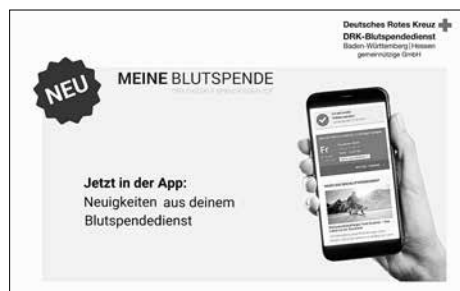 Deutsches Rotes Kreuz
DRK-Blutspendedienst
Baden-Württemberg | Hessen
gemeinnützige GmbH
NEU
MEINE BLUTSPENDE
Jetzt in der App:
Neuigkeiten aus deinem
Blutspendedienst
Fr